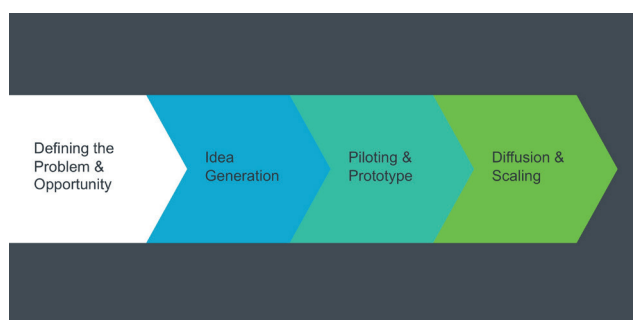 Defining the
Problem &
Opportunity
Idea
Generation
Piloting &
Prototype
Diffusion &
Scaling